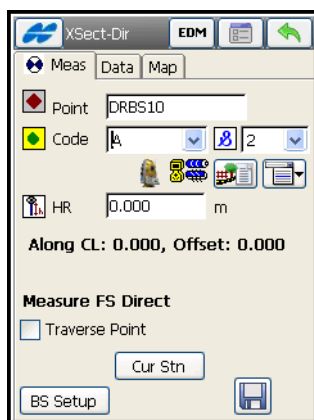 XSect-Dir EDM
Meas Data Map
Point DRBS10
Code A 2
HR 0.000 m
Along CL: 0.000, Offset: 0.000
Measure FS Direct
Traverse Point
Cur Stn
BS Setup